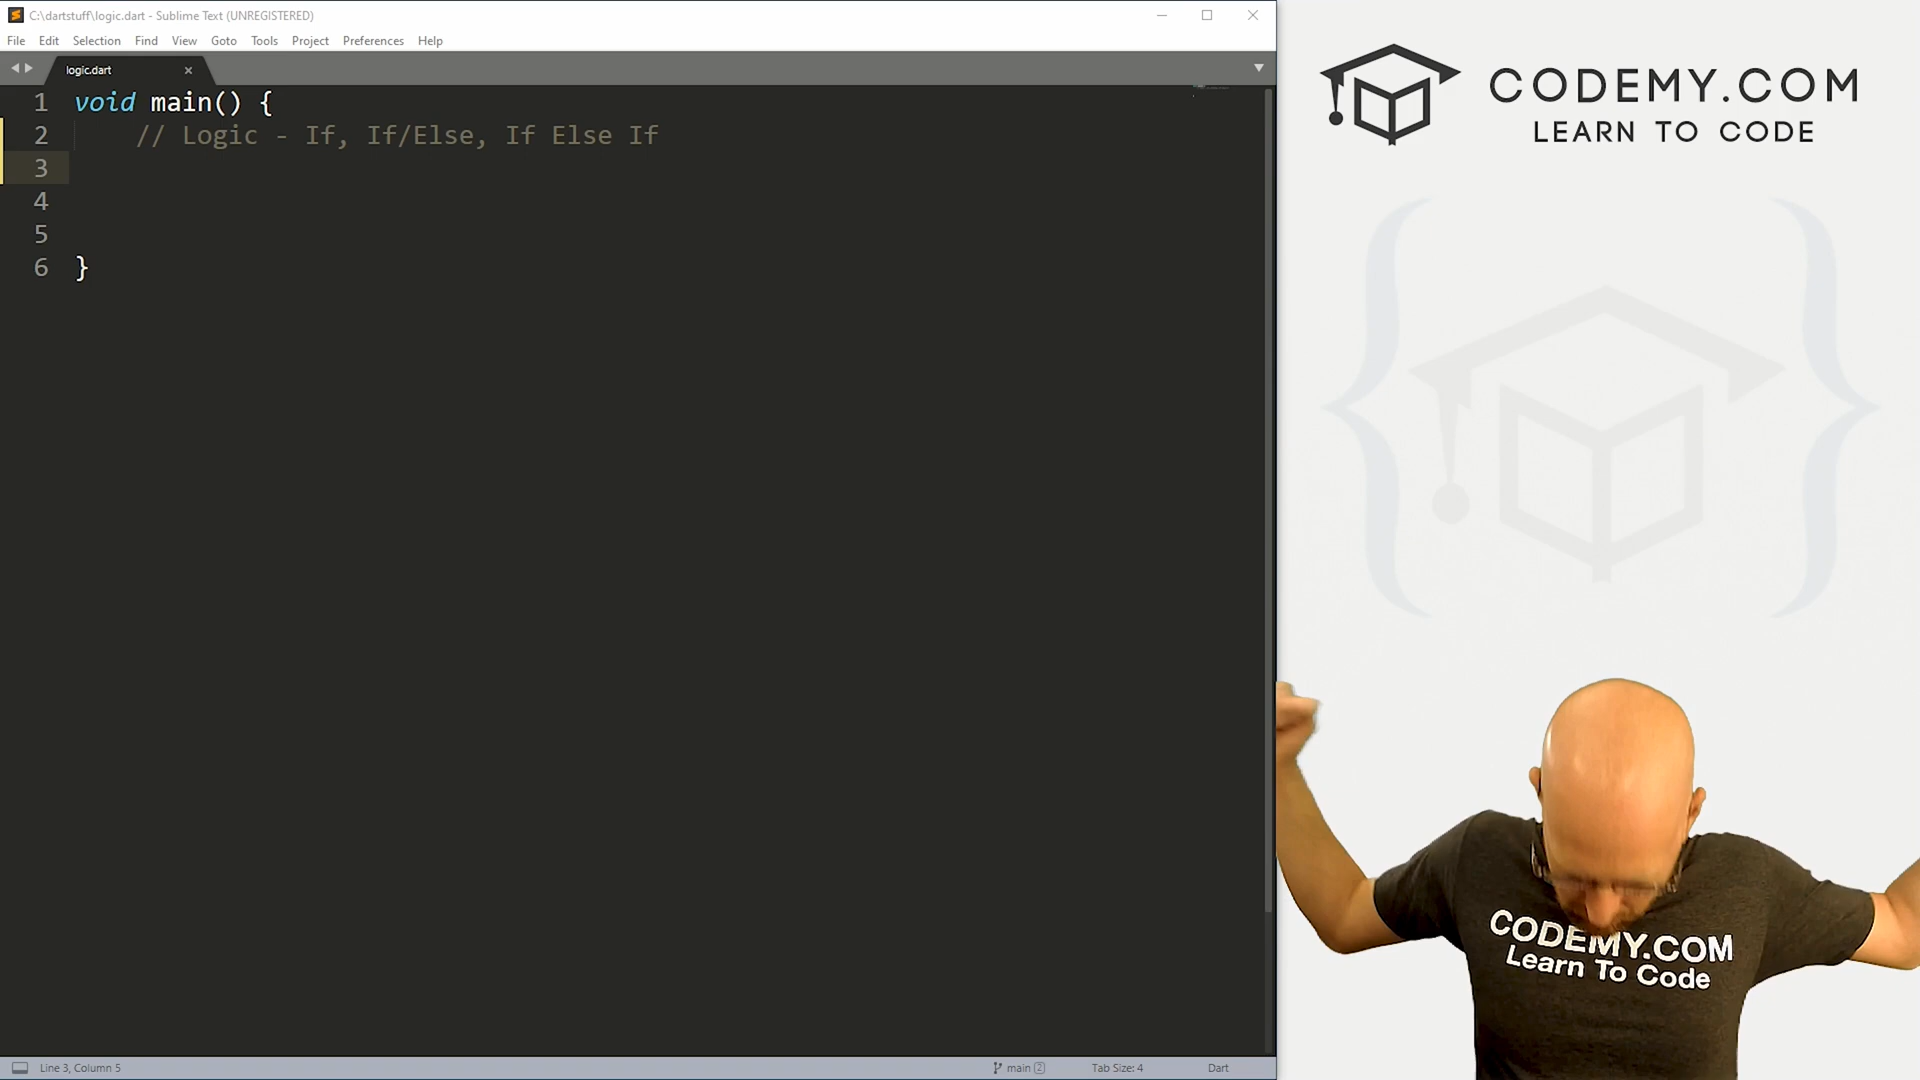 C:\dartstuff\logic.dart - Sublime Text (UNREGISTERED)
File Edit Selection Find View Goto Tools Project Preferences Help
logic.dart
1 void main() {
2 // Logic - If, If/Else, If Else If
3
4
5
6 }
Line 3, Column 5
main 2
Tab Size: 4
Dart
CODEMY.COM
LEARN TO CODE
CODEMY.COM
Learn To Code